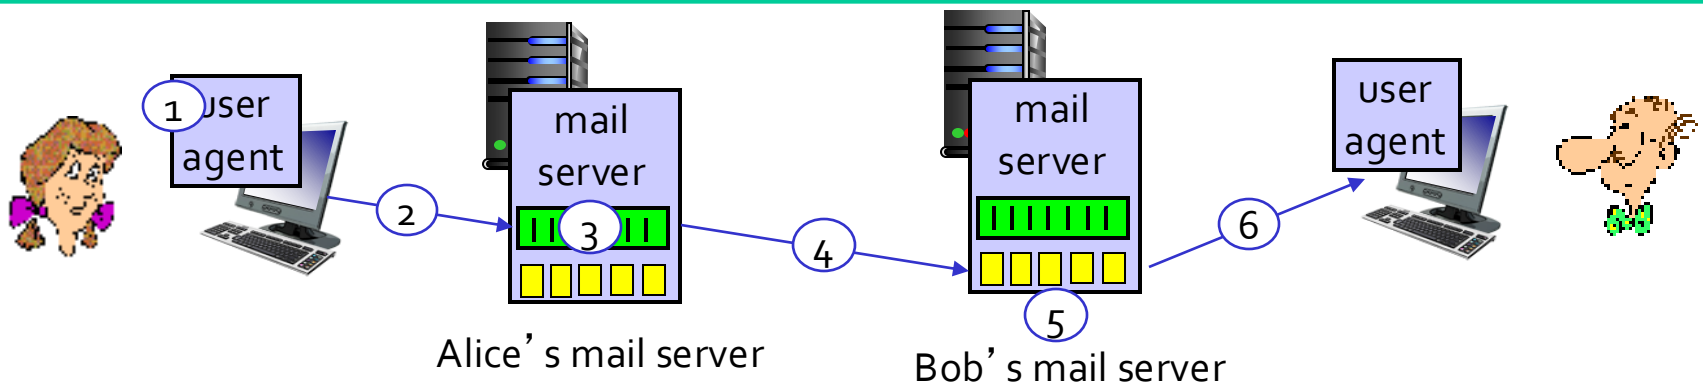 1
user
agent
2
mail
server
3
Alice’s mail server
4
mail
server
5
Bob’s mail server
6
user
agent